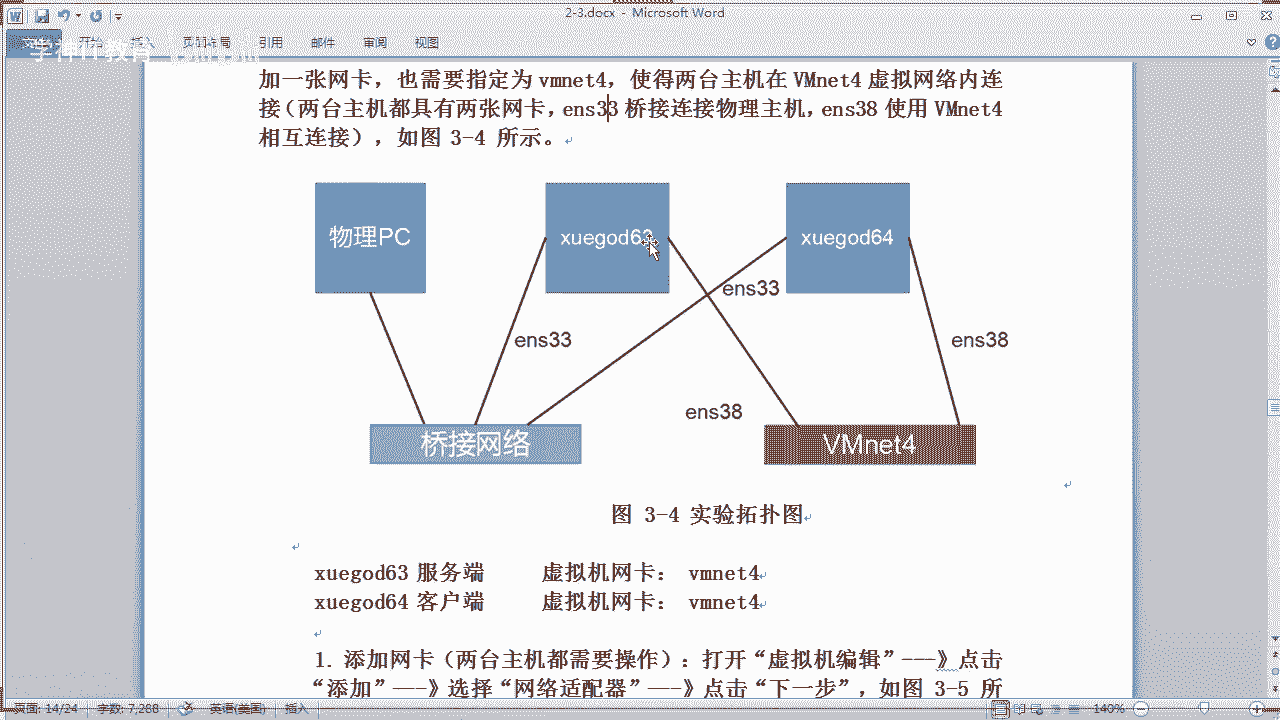 2-3.docx - Microsoft Word
开始 插入 页面布局 引用 邮件 审阅 视图
学神IT教育
加一张网卡，也需要指定为 vmnet4，使得两台主机在 VMnet4 虚拟网络内连
接（两台主机都具有两张网卡，ens33 桥接连接物理主机，ens38 使用 VMnet4
相互连接），如图 3-4 所示。
物理PC
xuegod63
xuegod64
ens33
ens33
ens38
ens38
桥接网络
VMnet4
图 3-4 实验拓扑图
xuegod63 服务端 虚拟机网卡： vmnet4
xuegod64 客户端 虚拟机网卡： vmnet4
1. 添加网卡（两台主机都需要操作）：打开“虚拟机编辑”---》点击
“添加”---》选择“网络适配器”---》点击“下一步”，如图 3-5 所
页面: 14/24 字数: 7,288 英语(美国) 插入 140%